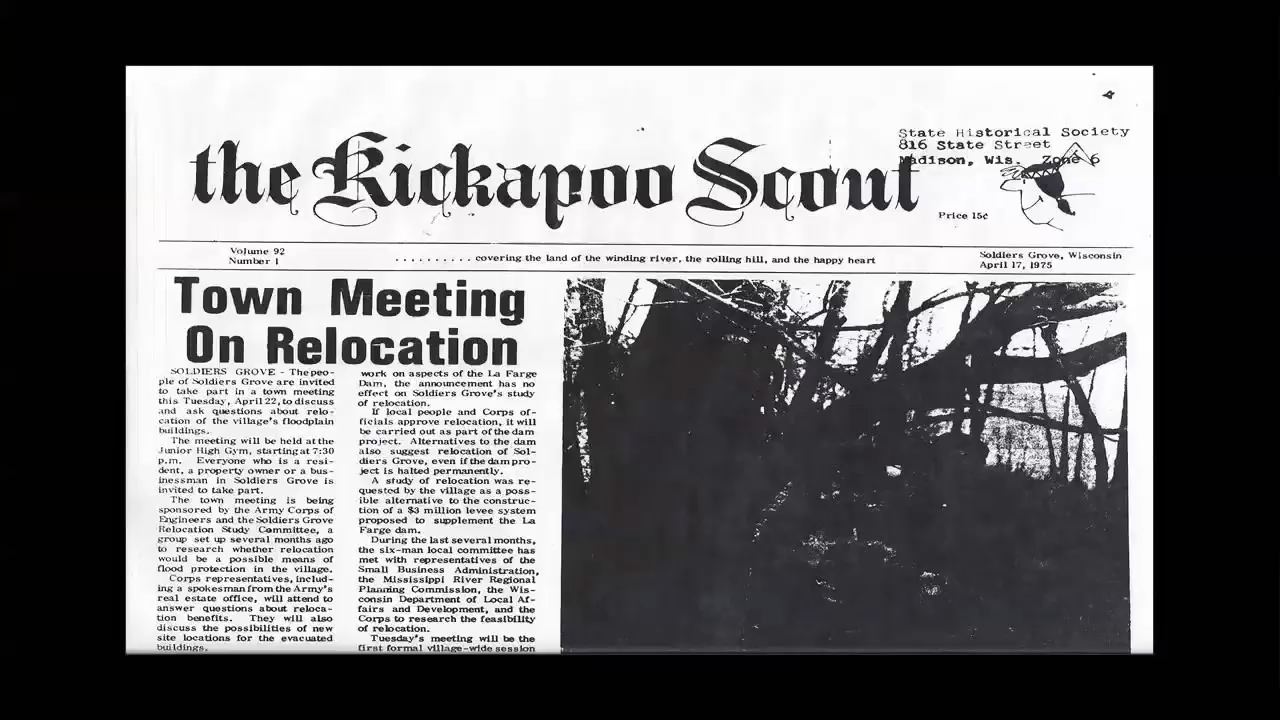 State Historical Society
816 State Street
Madison, Wis. Zone 6
the Kickapoo Scout
Price 15¢
Volume 92
Number 1
. . . . . . . . . . covering the land of the winding river, the rolling hill, and the happy heart
Soldiers Grove, Wisconsin
April 17, 1975
Town Meeting
On Relocation
SOLDIERS GROVE - The peo-
ple of Soldiers Grove are invited
to take part in a town meeting
this Tuesday, April 22, to discuss
and ask questions about relo-
cation of the village's floodplain
buildings.
The meeting will be held at the
Junior High Gym, starting at 7:30
p.m. Everyone who is a resi-
dent, a property owner or a bus-
inessman in Soldiers Grove is
invited to take part.
The town meeting is being
sponsored by the Army Corps of
Engineers and the Soldiers Grove
Relocation Study Committee, a
group set up several months ago
to research whether relocation
would be a possible means of
flood protection in the village.
Corps representatives, includ-
ing a spokesman from the Army's
real estate office, will attend to
answer questions about reloca-
tion benefits. They will also
discuss the possibilities of new
site locations for the evacuated
buildings.
work on aspects of the La Farge
Dam, the announcement has no
effect on Soldiers Grove's study
of relocation.
If local people and Corps of-
ficials approve relocation, it will
be carried out as part of the dam
project. Alternatives to the dam
also suggest relocation of Sol-
diers Grove, even if the dam pro-
ject is halted permanently.
A study of relocation was re-
quested by the village as a poss-
ible alternative to the construc-
tion of a $3 million levee system
proposed to supplement the La
Farge dam.
During the last several months,
the six-man local committee has
met with representatives of the
Small Business Administration,
the Mississippi River Regional
Planning Commission, the Wis-
consin Department of Local Af-
fairs and Development, and the
Corps to research the feasibility
of relocation.
Tuesday's meeting will be the
first formal village-wide session